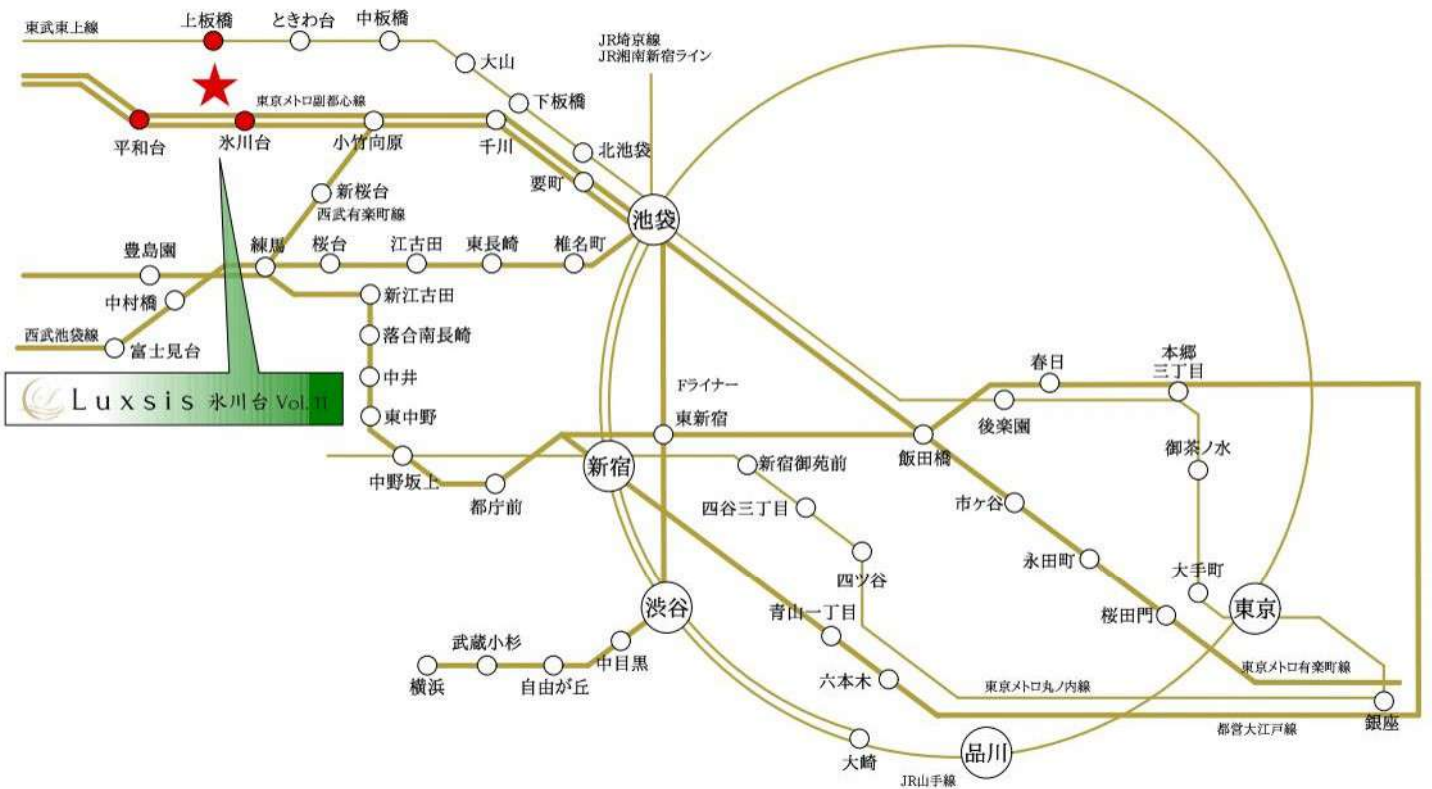 東武東上線
上板橋
ときわ台
中板橋
大山
下板橋
北池袋
JR埼京線
JR湘南新宿ライン
東京メトロ副都心線
平和台
氷川台
小竹向原
千川
要町
池袋
新桜台
西武有楽町線
豊島園
練馬
桜台
江古田
東長崎
椎名町
中村橋
西武池袋線
富士見台
新江古田
落合南長崎
中井
東中野
中野坂上
都庁前
Luxsis 氷川台 Vol.11
Fライナー
東新宿
新宿
新宿御苑前
四谷三丁目
四ツ谷
飯田橋
後楽園
春日
本郷
三丁目
御茶ノ水
市ヶ谷
永田町
大手町
桜田門
東京
渋谷
青山一丁目
六本木
武蔵小杉
横浜
自由が丘
中目黒
東京メトロ有楽町線
東京メトロ丸ノ内線
都営大江戸線
銀座
大崎
品川
JR山手線